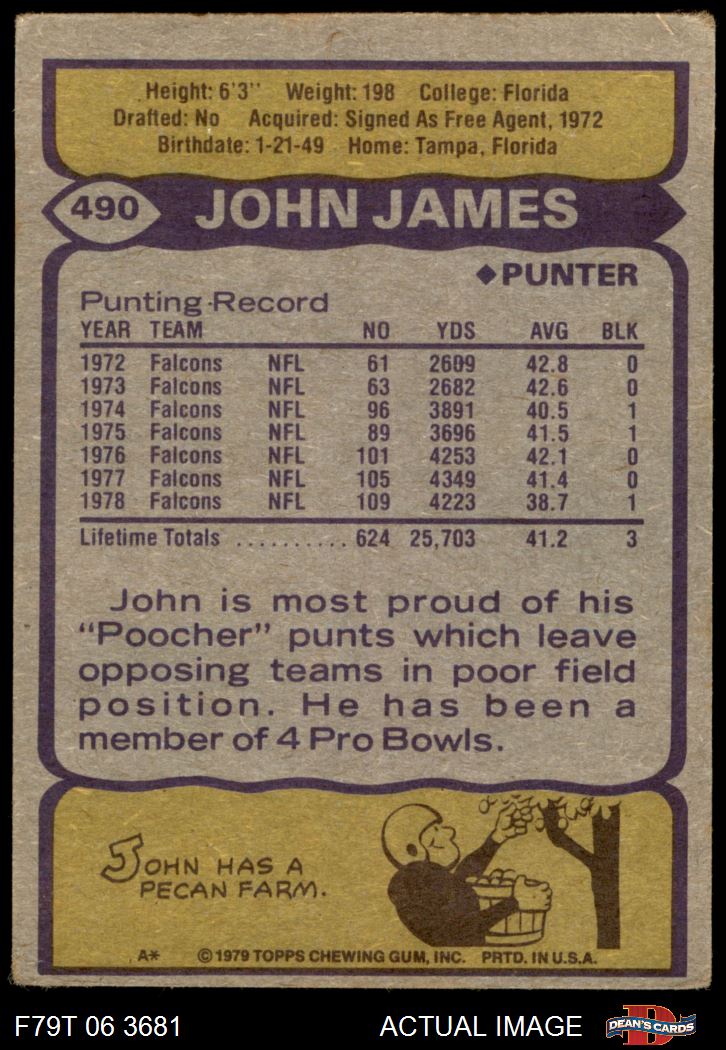 Height: 6'3" Weight: 198 College: Florida
Drafted: No Acquired: Signed As Free Agent, 1972
Birthdate: 1-21-49 Home: Tampa, Florida
490 JOHN JAMES
◆PUNTER
Punting Record
YEAR TEAM NO YDS AVG BLK
1972 Falcons NFL 61 2609 42.8 0
1973 Falcons NFL 63 2682 42.6 0
1974 Falcons NFL 96 3891 40.5 1
1975 Falcons NFL 89 3696 41.5 1
1976 Falcons NFL 101 4253 42.1 0
1977 Falcons NFL 105 4349 41.4 0
1978 Falcons NFL 109 4223 38.7 1
Lifetime Totals .......... 624 25,703 41.2 3
John is most proud of his
"Poocher" punts which leave
opposing teams in poor field
position. He has been a
member of 4 Pro Bowls.
JOHN HAS A
PECAN FARM.
A* © 1979 TOPPS CHEWING GUM, INC. PRTD. IN U.S.A.
F79T 06 3681 ACTUAL IMAGE D DEAN'S CARDS